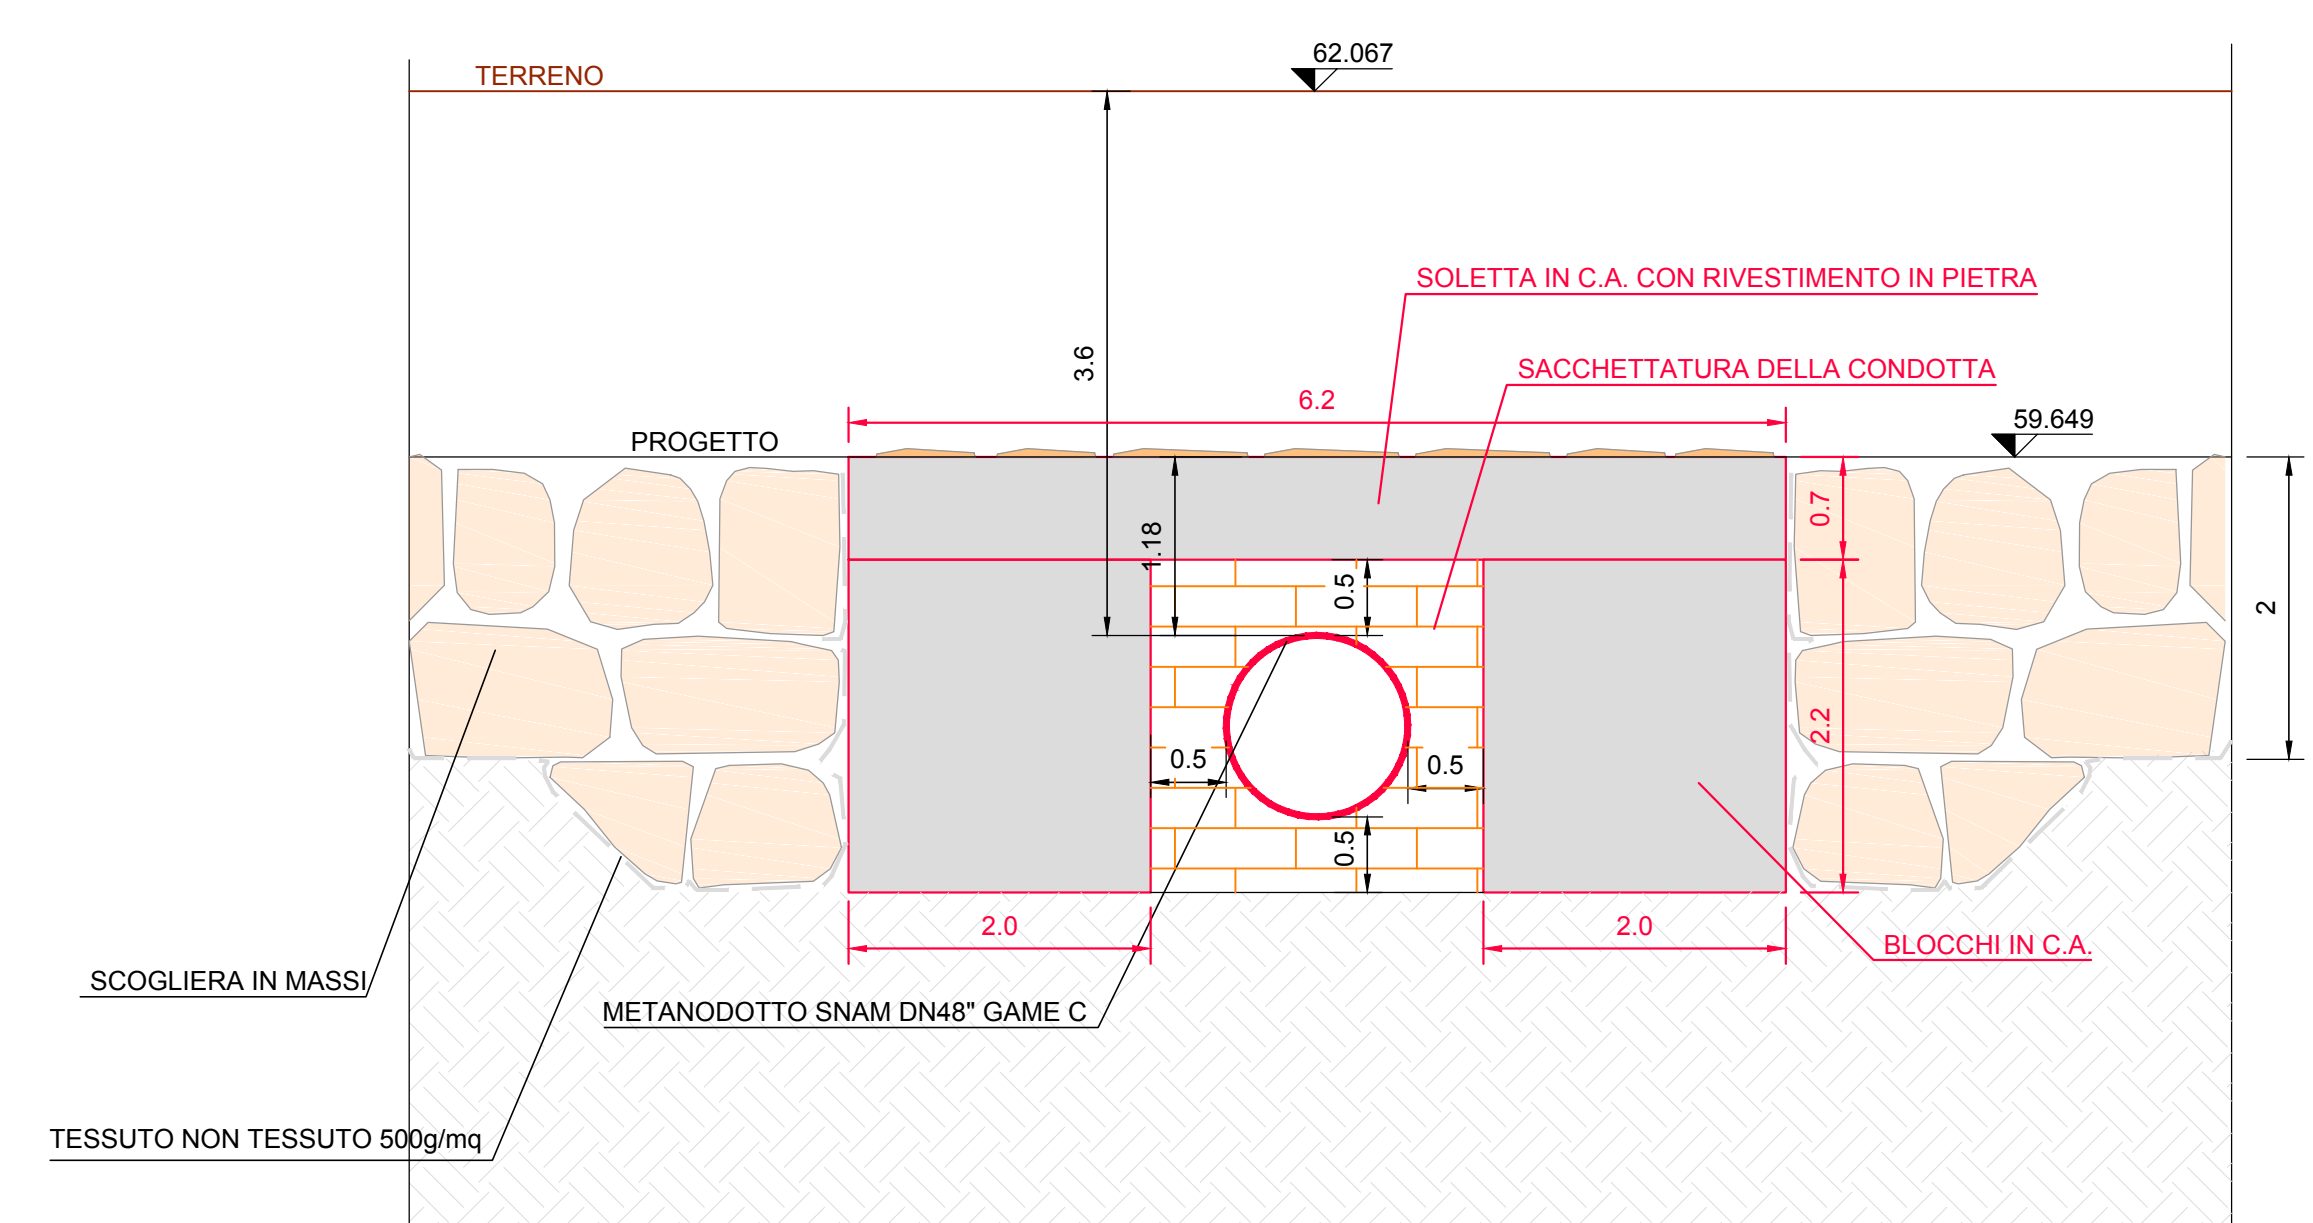 62.067
TERRENO
SOLETTA IN C.A. CON RIVESTIMENTO IN PIETRA
3.6
SACCHETTATURA DELLA CONDOTTA
6.2
59.649
PROGETTO
0.7
1.18
0.5
2
2.2
0.5
0.5
0.5
2.0
2.0
BLOCCHI IN C.A.
SCOGLIERA IN MASSI
METANODOTTO SNAM DN48" GAME C
TESSUTO NON TESSUTO 500g/mq